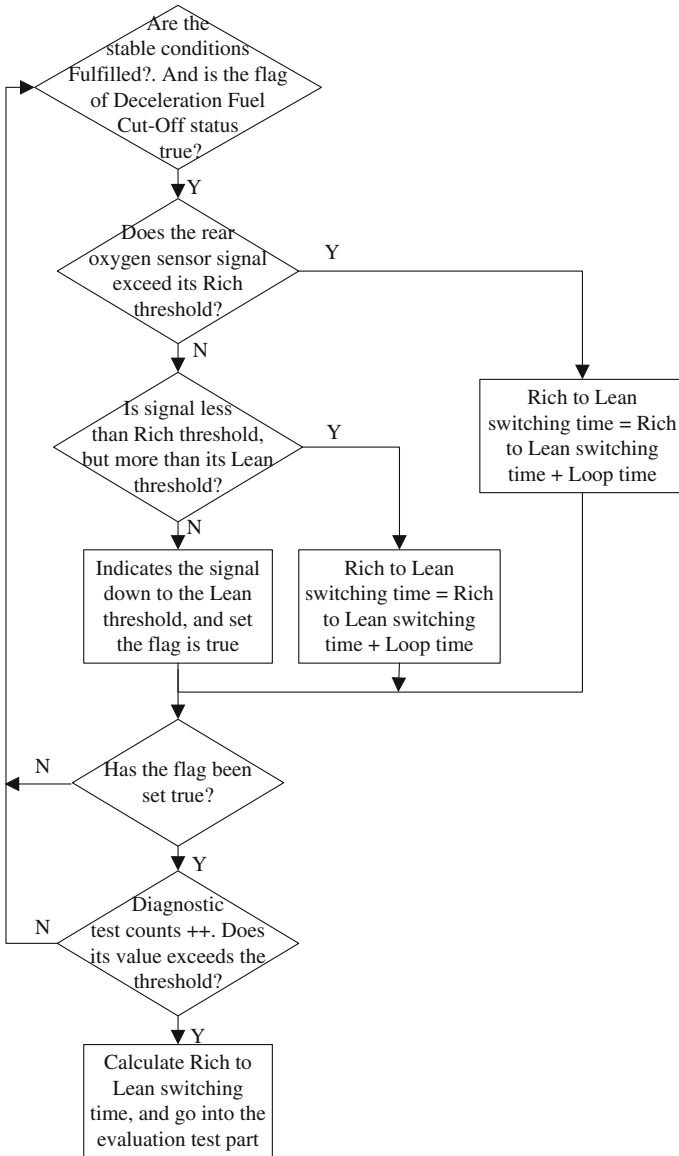 Are the
stable conditions
Fulfilled?. And is the flag
of Deceleration Fuel
Cut-Off status
true?
Y
Does the rear
oxygen sensor signal
exceed its Rich
threshold?
Y
N
Is signal less
than Rich threshold,
but more than its Lean
threshold?
Y
Rich to Lean
switching time = Rich
to Lean switching
time + Loop time
N
Indicates the signal
down to the Lean
threshold, and set
the flag is true
Rich to Lean
switching time = Rich
to Lean switching
time + Loop time
Has the flag been
set true?
N
Y
Diagnostic
test counts ++. Does
its value exceeds the
threshold?
N
Y
Calculate Rich to
Lean switching
time, and go into the
evaluation test part